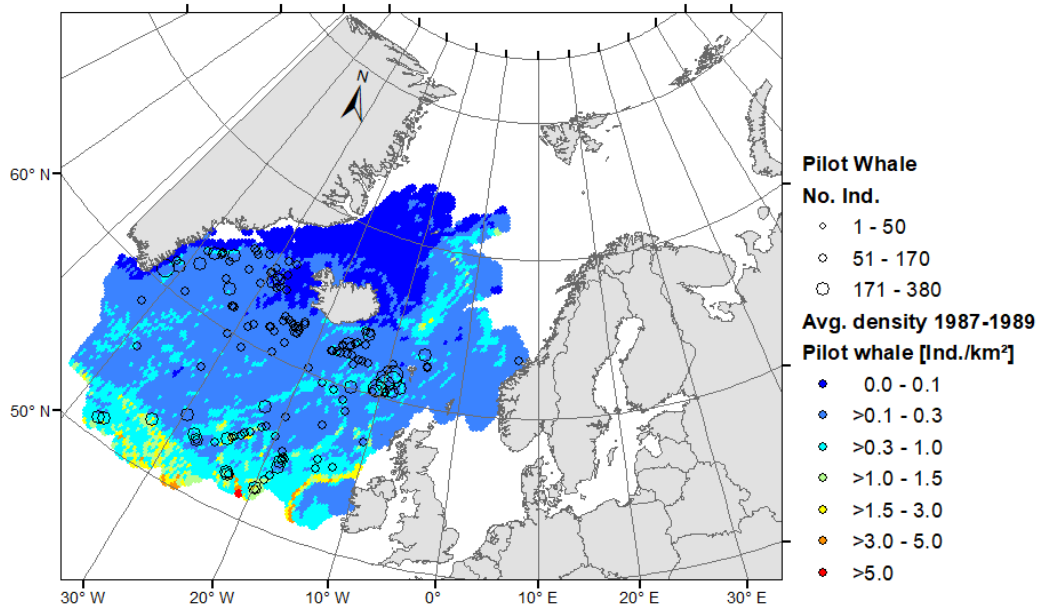 N
60° N
50° N
30° W
20° W
10° W
0°
10° E
20° E
30° E
Pilot Whale
No. Ind.
1 - 50
51 - 170
171 - 380
Avg. density 1987-1989
Pilot whale [Ind./km²]
0.0 - 0.1
>0.1 - 0.3
>0.3 - 1.0
>1.0 - 1.5
>1.5 - 3.0
>3.0 - 5.0
>5.0